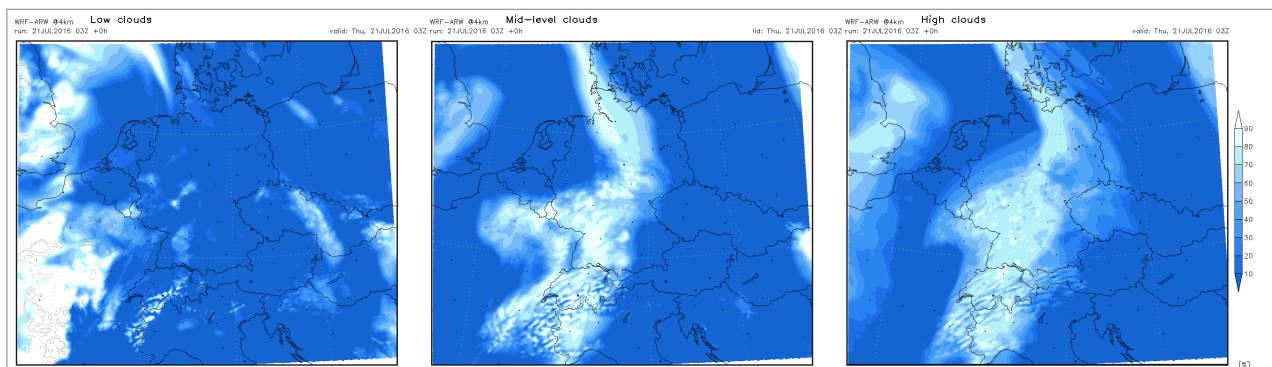 WRF-ARW @4km Low clouds
run: 21JUL2016 03Z +0h valid: Thu, 21JUL2016 03Z
WRF-ARW @4km Mid-level clouds
run: 21JUL2016 03Z +0h lid: Thu, 21JUL2016 03Z
WRF-ARW @4km High clouds
run: 21JUL2016 03Z +0h valid: Thu, 21JUL2016 03Z
90
80
70
60
50
40
30
20
10
[%]